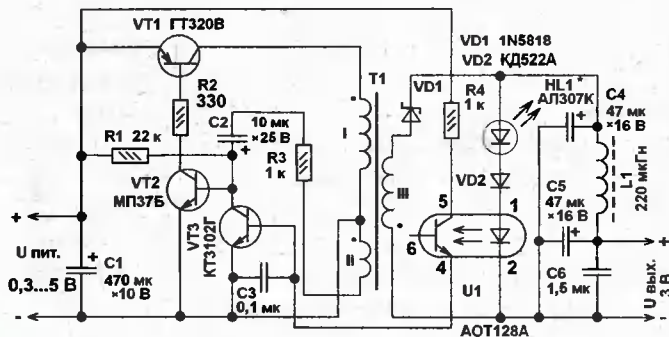 VT1 ГТ320В
VD1 1N5818
VD2 КД522А
HL1*
АЛ307К
C4
47 мк
×16 В
R2
330
T1
VD1
R4
1 к
C2
10 мк
×25 В
R1 22 к
R3
1 к
I
III
II
VD2
L1
220 мкГн
C5
47 мк
×16 В
VT2
МП37Б
VT3
КТ3102Г
5
1
6
4
2
U1
АОТ128А
+
U пит.
0,3...5 В
-
+
C1
470 мк
×10 В
C3
0,1 мк
+
+
C6
1,5 мк
+
U вых.
3 В
-